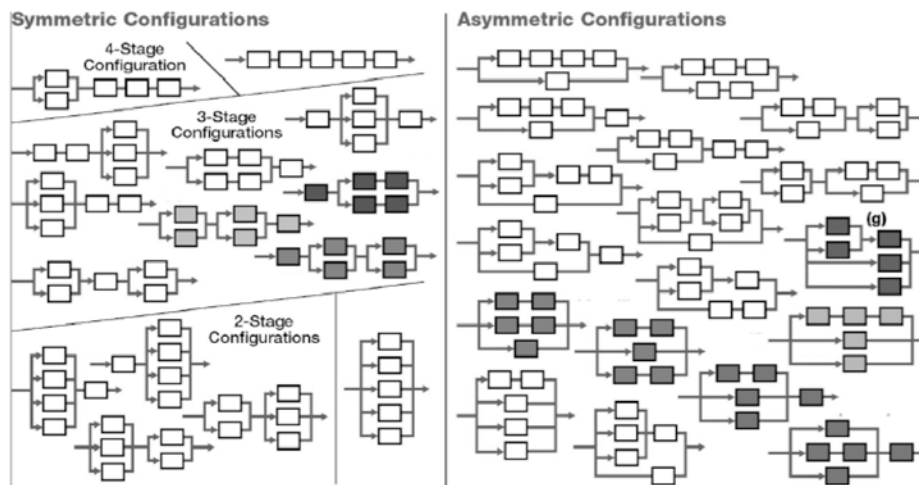 Symmetric Configurations
Asymmetric Configurations
4-Stage
Configuration
3-Stage
Configurations
(g)
2-Stage
Configurations